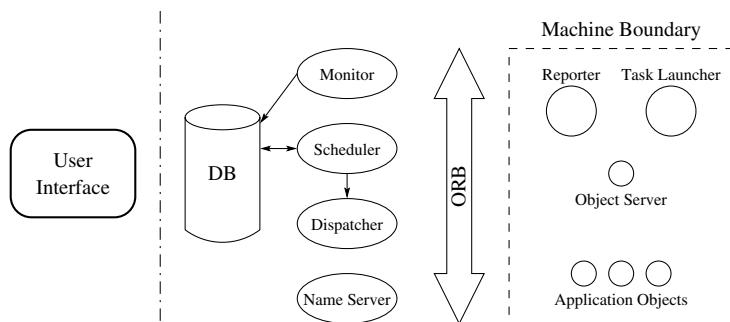 Machine Boundary
Monitor
Reporter
Task Launcher
User
Interface
DB
Scheduler
ORB
Object Server
Dispatcher
Name Server
Application Objects